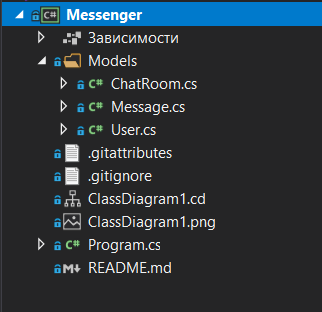 C# Messenger
Зависимости
Models
C# ChatRoom.cs
C# Message.cs
C# User.cs
.gitattributes
.gitignore
ClassDiagram1.cd
ClassDiagram1.png
C# Program.cs
M README.md